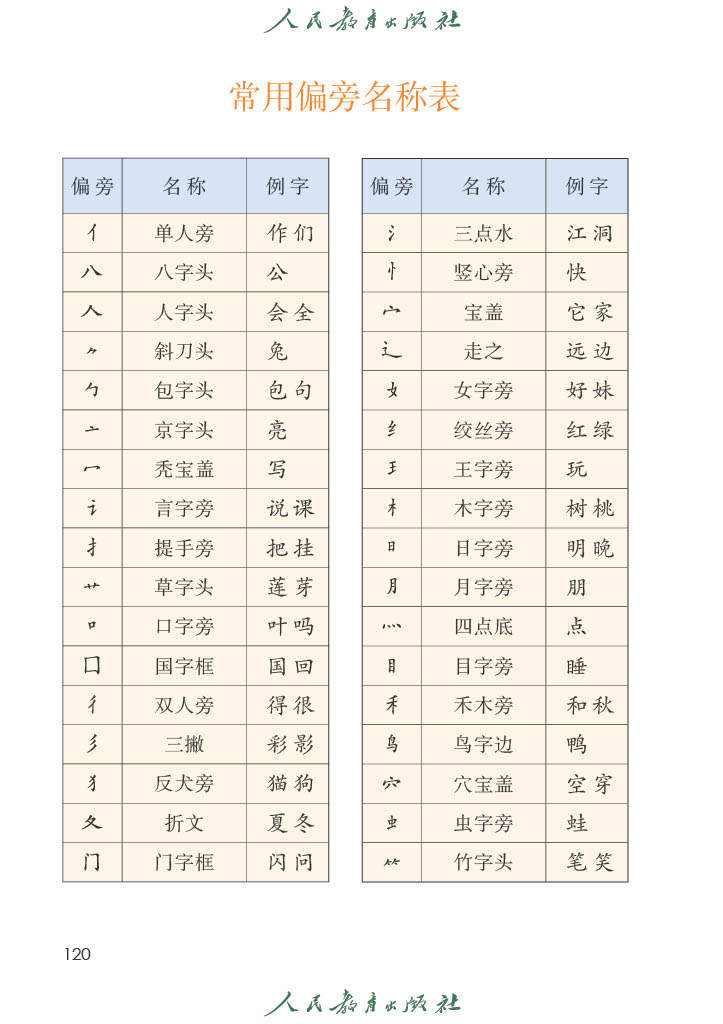 人民教育出版社
常用偏旁名称表
偏旁 名称 例字
亻 单人旁 作们
八 八字头 公
人 人字头 会全
⺈ 斜刀头 兔
勹 包字头 包句
亠 京字头 亮
冖 秃宝盖 写
讠 言字旁 说课
扌 提手旁 把挂
艹 草字头 莲芽
口 口字旁 叶吗
囗 国字框 国回
彳 双人旁 得很
彡 三撇 彩影
犭 反犬旁 猫狗
夂 折文 夏冬
门 门字框 闪问
偏旁 名称 例字
氵 三点水 江洞
忄 竖心旁 快
宀 宝盖 它家
辶 走之 远边
女 女字旁 好妹
纟 绞丝旁 红绿
王 王字旁 玩
木 木字旁 树桃
日 日字旁 明晚
月 月字旁 朋
灬 四点底 点
目 目字旁 睡
禾 禾木旁 和秋
鸟 鸟字边 鸭
穴 穴宝盖 空穿
虫 虫字旁 蛙
⺮ 竹字头 笔笑
120
人民教育出版社